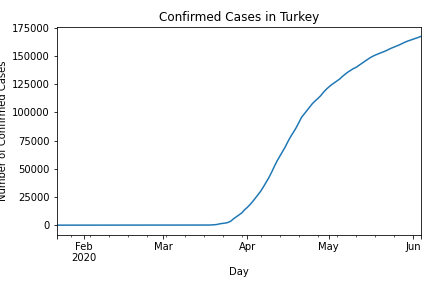 Confirmed Cases in Turkey
175000
150000
125000
100000
75000
50000
25000
0
Number of Confirmed Cases
Feb
2020
Mar
Apr
May
Jun
Day